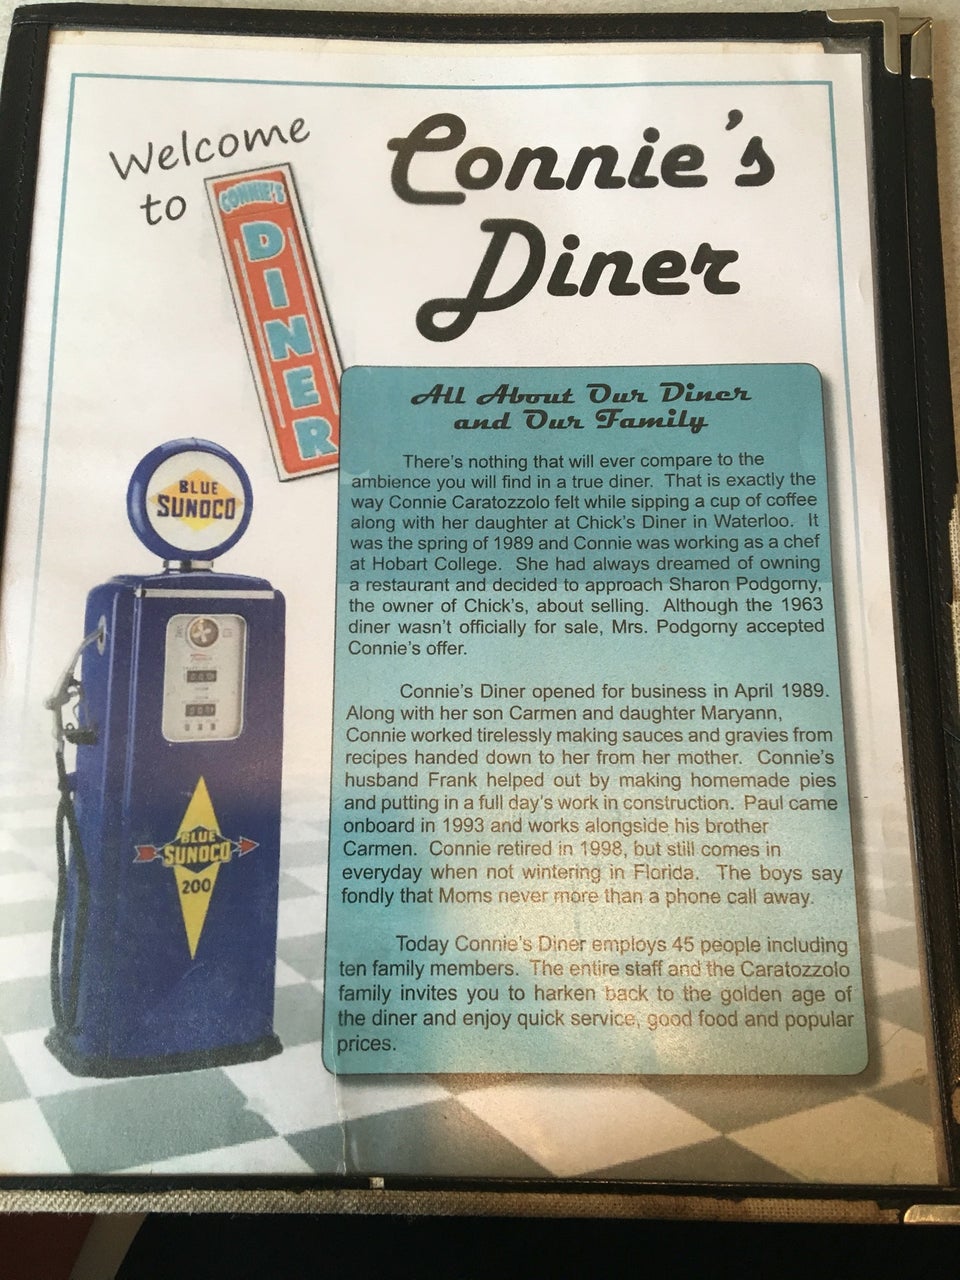 Welcome
to
CONNIE'S
DINER
Connie's
Diner
All About Our Diner
and Our Family
There's nothing that will ever compare to the
ambience you will find in a true diner. That is exactly the
way Connie Caratozzolo felt while sipping a cup of coffee
along with her daughter at Chick's Diner in Waterloo. It
was the spring of 1989 and Connie was working as a chef
at Hobart College. She had always dreamed of owning
a restaurant and decided to approach Sharon Podgorny,
the owner of Chick's, about selling. Although the 1963
diner wasn't officially for sale, Mrs. Podgorny accepted
Connie's offer.
Connie's Diner opened for business in April 1989.
Along with her son Carmen and daughter Maryann,
Connie worked tirelessly making sauces and gravies from
recipes handed down to her from her mother. Connie's
husband Frank helped out by making homemade pies
and putting in a full day's work in construction. Paul came
onboard in 1993 and works alongside his brother
Carmen. Connie retired in 1998, but still comes in
everyday when not wintering in Florida. The boys say
fondly that Moms never more than a phone call away.
Today Connie's Diner employs 45 people including
ten family members. The entire staff and the Caratozzolo
family invites you to harken back to the golden age of
the diner and enjoy quick service, good food and popular
prices.
BLUE
SUNOCO
BLUE
SUNOCO
200